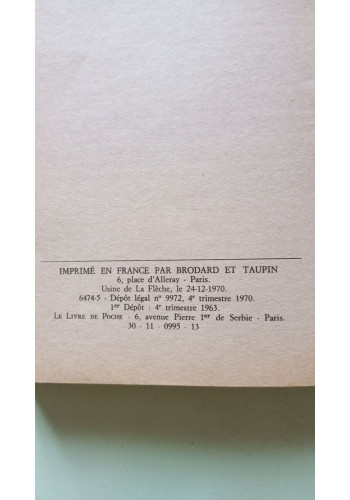 IMPRIMÉ EN FRANCE PAR BRODARD ET TAUPIN
6, place d'Alleray - Paris.
Usine de La Flèche, le 24-12-1970.
6474-5 - Dépôt légal nº 9972, 4e trimestre 1970.
1er Dépôt : 4e trimestre 1963.
LE LIVRE DE POCHE - 6, avenue Pierre 1er de Serbie - Paris.
30 - 11 - 0995 - 13